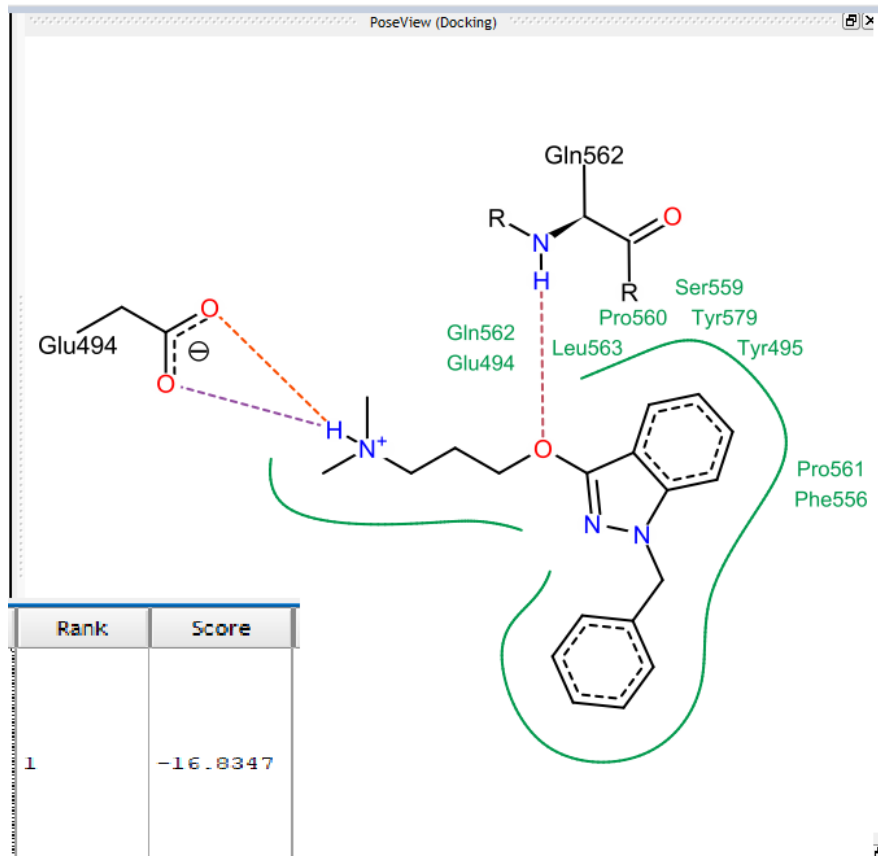 PoseView (Docking)
Gln562
R
N
O
H
R
Ser559
Pro560 Tyr579
Gln562
Glu494
Leu563
Tyr495
O
Glu494
⊖
O
H
N+
O
Pro561
Phe556
N
N
Rank Score
1 -16.8347